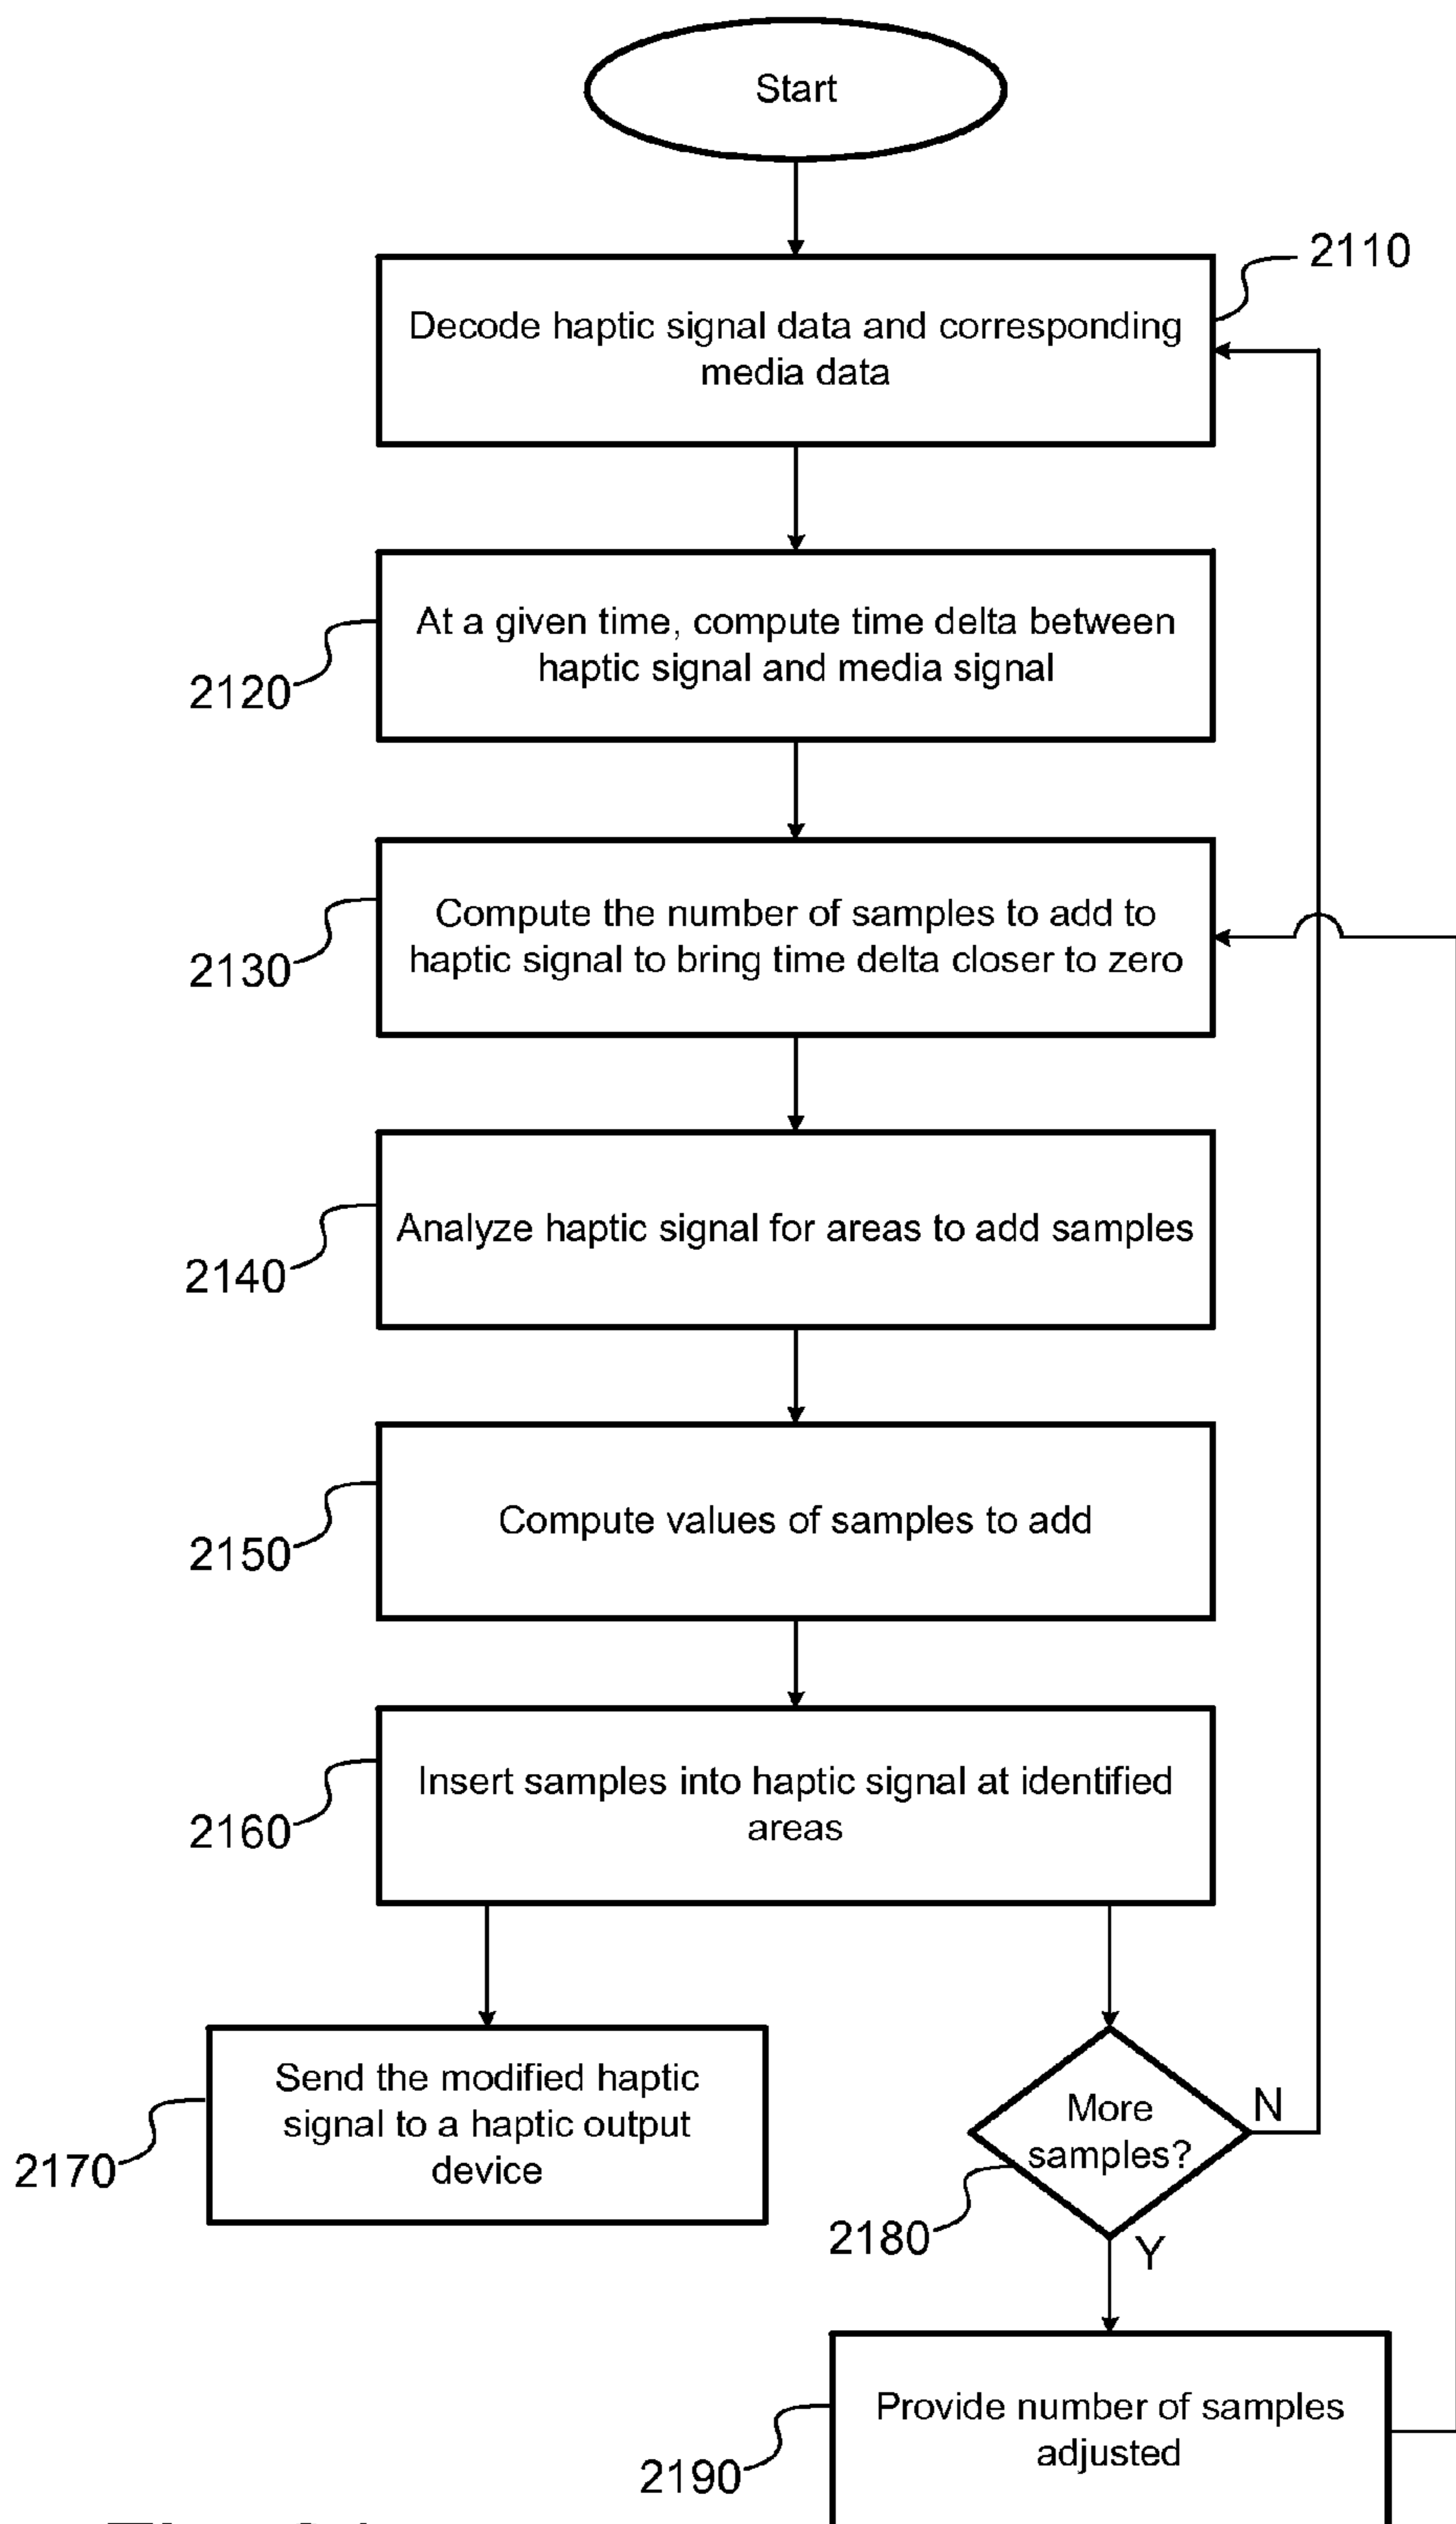 Start
2110
Decode haptic signal data and corresponding
media data
At a given time, compute time delta between
haptic signal and media signal
2120
Compute the number of samples to add to
haptic signal to bring time delta closer to zero
2130
Analyze haptic signal for areas to add samples
2140
Compute values of samples to add
2150
Insert samples into haptic signal at identified
areas
2160
Send the modified haptic
signal to a haptic output
device
2170
More
samples?
N
2180
Y
Provide number of samples
adjusted
2190